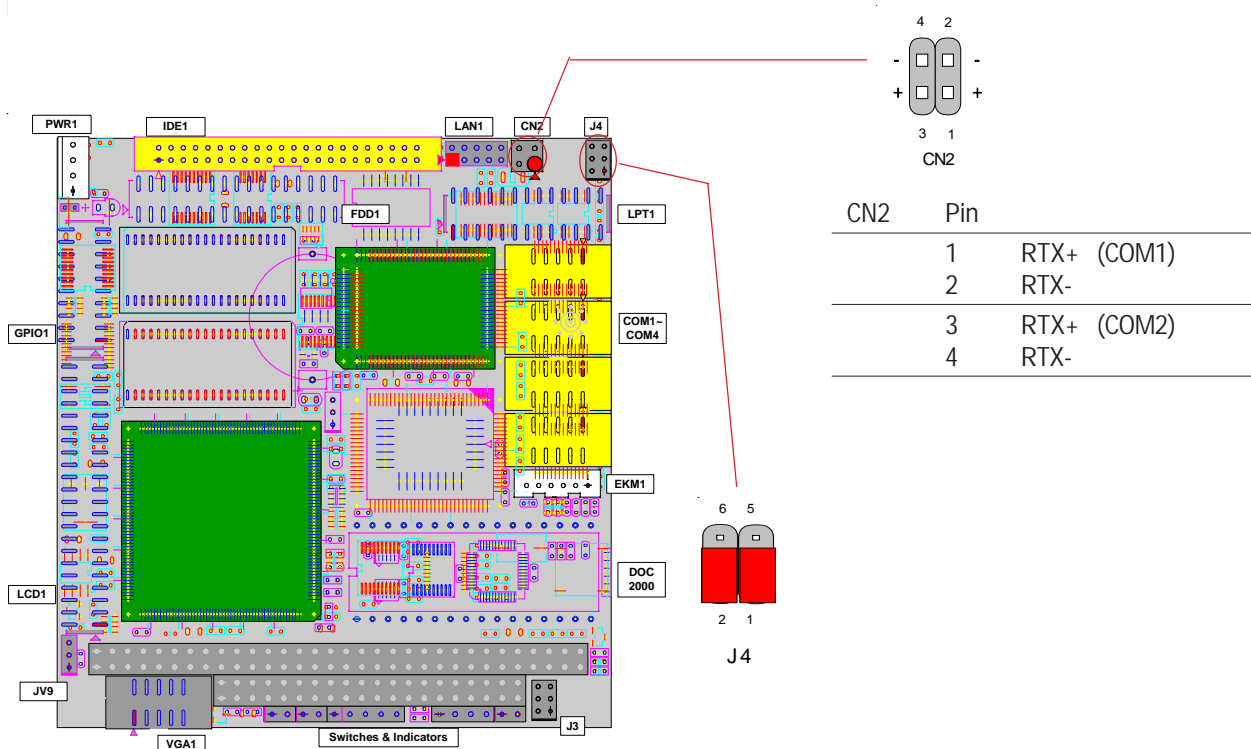 4 2
- -
+ +
3 1
CN2
PWR1
IDE1
LAN1
CN2
J4
FDD1
LPT1
GPIO1
COM1~
COM4
EKM1
DOC
2000
LCD1
JV9
VGA1
Switches & Indicators
J3
CN2 Pin
1 RTX+ (COM1)
2 RTX-
3 RTX+ (COM2)
4 RTX-
6 5
2 1
J4